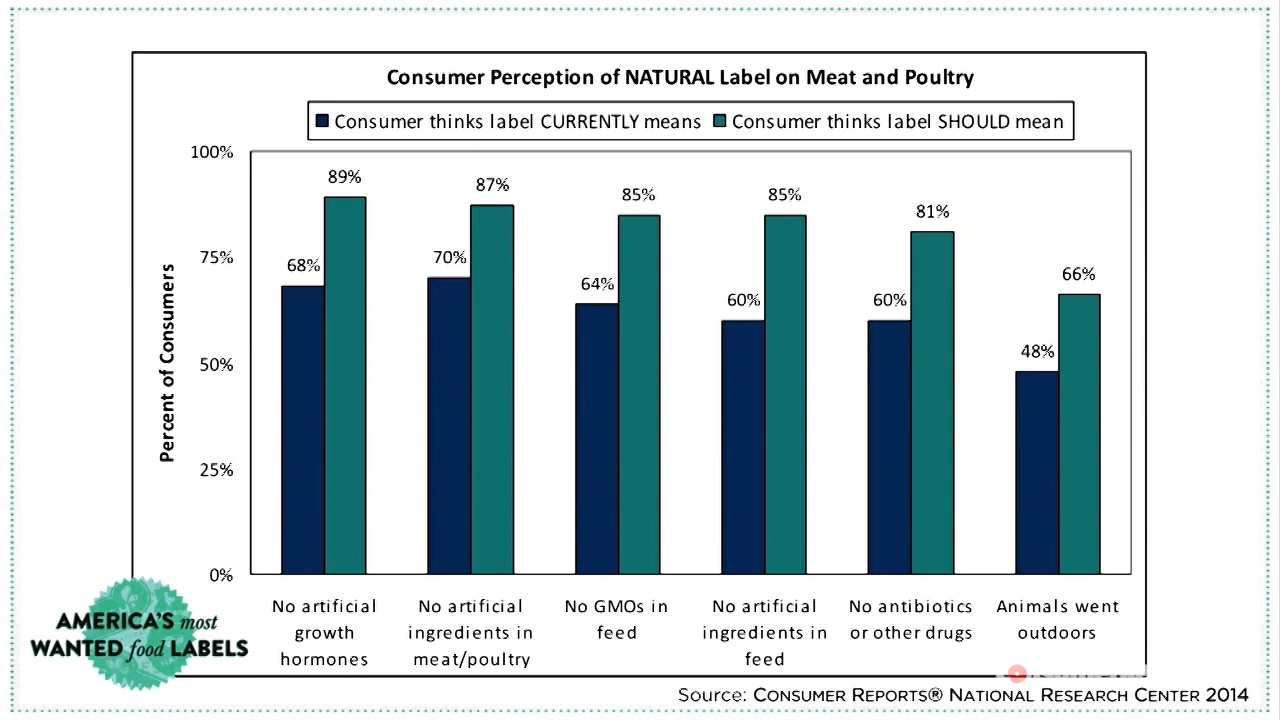 Consumer Perception of NATURAL Label on Meat and Poultry
Consumer thinks label CURRENTLY means
Consumer thinks label SHOULD mean
100%
75%
50%
25%
0%
Percent of Consumers
68%
89%
70%
87%
64%
85%
60%
85%
60%
81%
48%
66%
No artificial
growth
hormones
No artificial
ingredients in
meat/poultry
No GMOs in
feed
No artificial
ingredients in
feed
No antibiotics
or other drugs
Animals went
outdoors
AMERICA'S most
WANTED food LABELS
Source: CONSUMER REPORTS® NATIONAL RESEARCH CENTER 2014